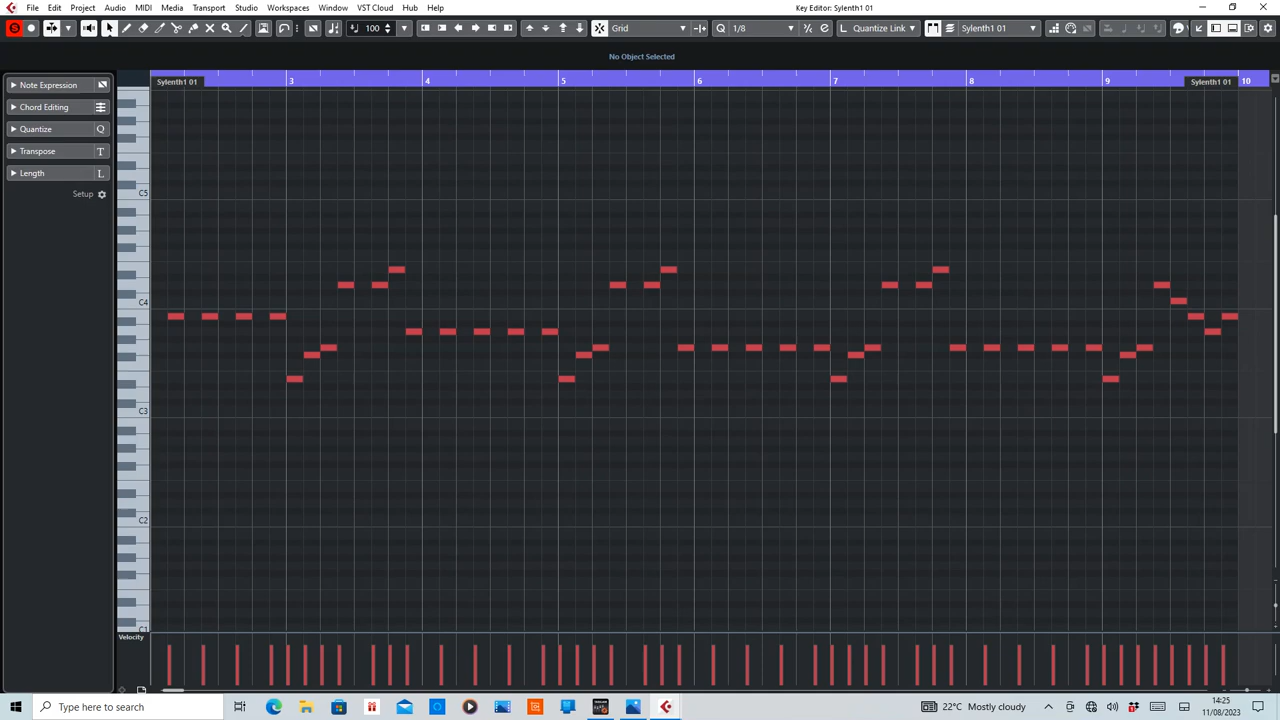 File Edit Project Audio MIDI Media Transport Studio Workspaces Window VST Cloud Hub Help
Key Editor: Sylenth1 01
100 Grid Q 1/8 L Quantize Link Sylenth1 01
No Object Selected
Sylenth1 01 3 4 5 6 7 8 9 Sylenth1 01 10
Note Expression
Chord Editing
Quantize Q
Transpose T
Length L
Setup
C5
C4
C3
C2
C1
Velocity
Type here to search
22°C Mostly cloudy
14:25
11/08/2023